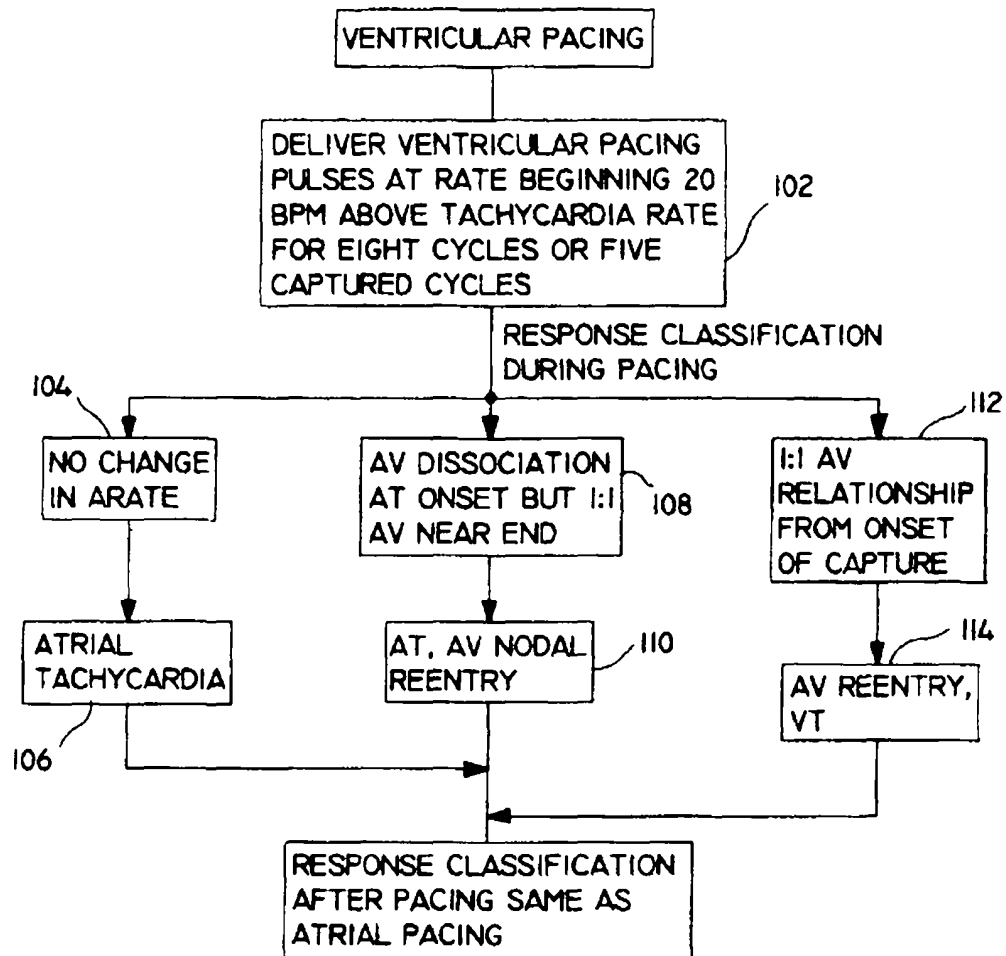 VENTRICULAR PACING
DELIVER VENTRICULAR PACING
PULSES AT RATE BEGINNING 20
BPM ABOVE TACHYCARDIA RATE
FOR EIGHT CYCLES OR FIVE
CAPTURED CYCLES
102
RESPONSE CLASSIFICATION
DURING PACING
104
NO CHANGE
IN ARATE
AV DISSOCIATION
AT ONSET BUT 1:1
AV NEAR END
108
112
1:1 AV
RELATIONSHIP
FROM ONSET
OF CAPTURE
ATRIAL
TACHYCARDIA
106
AT, AV NODAL
REENTRY
110
114
AV REENTRY,
VT
RESPONSE CLASSIFICATION
AFTER PACING SAME AS
ATRIAL PACING